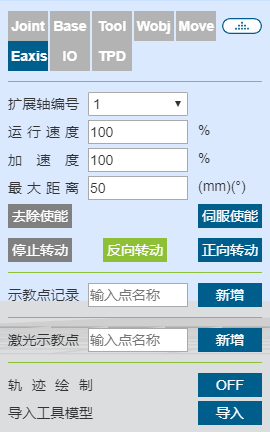 Joint Base Tool Wobj Move
Eaxis IO TPD
扩展轴编号 1
运行速度 100 %
加速度 100 %
最大距离 50 (mm)(°)
去除使能 伺服使能
停止转动 反向转动 正向转动
示教点记录 输入点名称 新增
激光示教点 输入点名称 新增
轨迹绘制 OFF
导入工具模型 导入